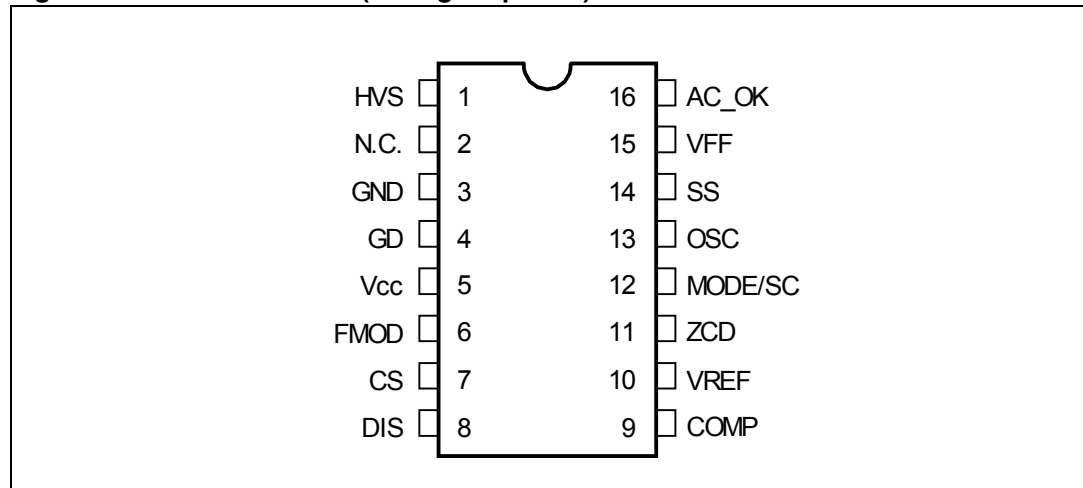 HVS 1 16 AC_OK
N.C. 2 15 VFF
GND 3 14 SS
GD 4 13 OSC
Vcc 5 12 MODE/SC
FMOD 6 11 ZCD
CS 7 10 VREF
DIS 8 9 COMP